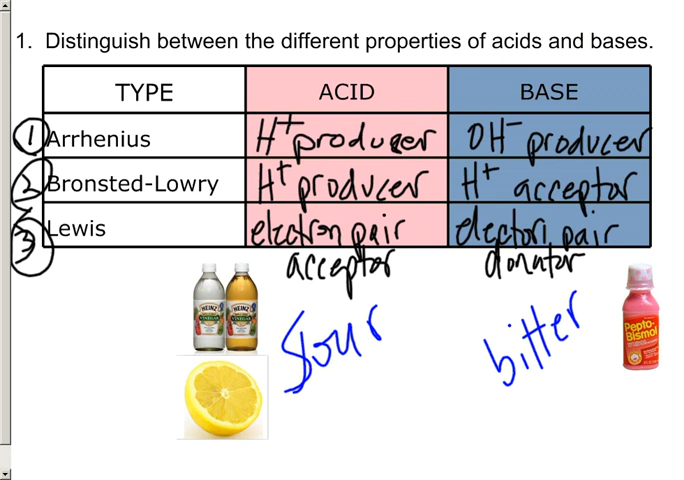 1. Distinguish between the different properties of acids and bases.
TYPE ACID BASE
1 Arrhenius H+ producer OH- producer
2 Bronsted-Lowry H+ producer H+ acceptor
3 Lewis electron pair acceptor electori pair donator
HEINZ VINEGAR HEINZ VINEGAR
sour
bitter
Pepto-
Bismol